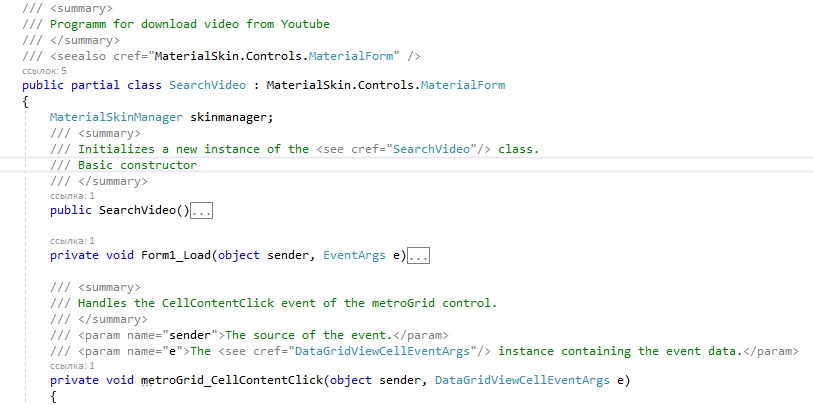 /// <summary>
/// Programm for download video from Youtube
/// </summary>
/// <seealso cref="MaterialSkin.Controls.MaterialForm" />
ссылок: 5
public partial class SearchVideo : MaterialSkin.Controls.MaterialForm
{
MaterialSkinManager skinmanager;
/// <summary>
/// Initializes a new instance of the <see cref="SearchVideo"/> class.
/// Basic constructor
/// </summary>
ссылка: 1
public SearchVideo()...
ссылка: 1
private void Form1_Load(object sender, EventArgs e)...
/// <summary>
/// Handles the CellContentClick event of the metroGrid control.
/// </summary>
/// <param name="sender">The source of the event.</param>
/// <param name="e">The <see cref="DataGridViewCellEventArgs"/> instance containing the event data.</param>
ссылка: 1
private void metroGrid_CellContentClick(object sender, DataGridViewCellEventArgs e)
{